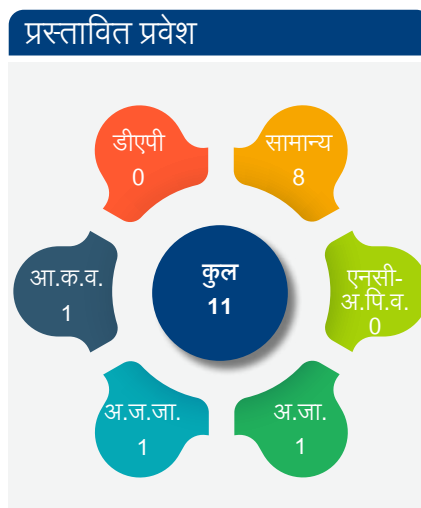 प्रस्तावित प्रवेश
डीएपी
0
सामान्य
8
आ.क.व.
1
कुल
11
एनसी-
अ.पि.व.
0
अ.ज.जा.
1
अ.जा.
1